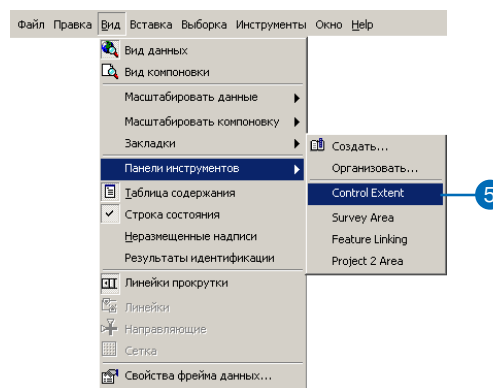 Файл Правка Вид Вставка Выборка Инструменты Окно Help
Вид данных
Вид компоновки
Масштабировать данные
Масштабировать компоновку
Закладки
Панели инструментов
Таблица содержания
Строка состояния
Неразмещенные надписи
Результаты идентификации
Линейки прокрутки
Линейки
Направляющие
Сетка
Свойства фрейма данных...
Создать...
Организовать...
Control Extent
Survey Area
Feature Linking
Project 2 Area
5